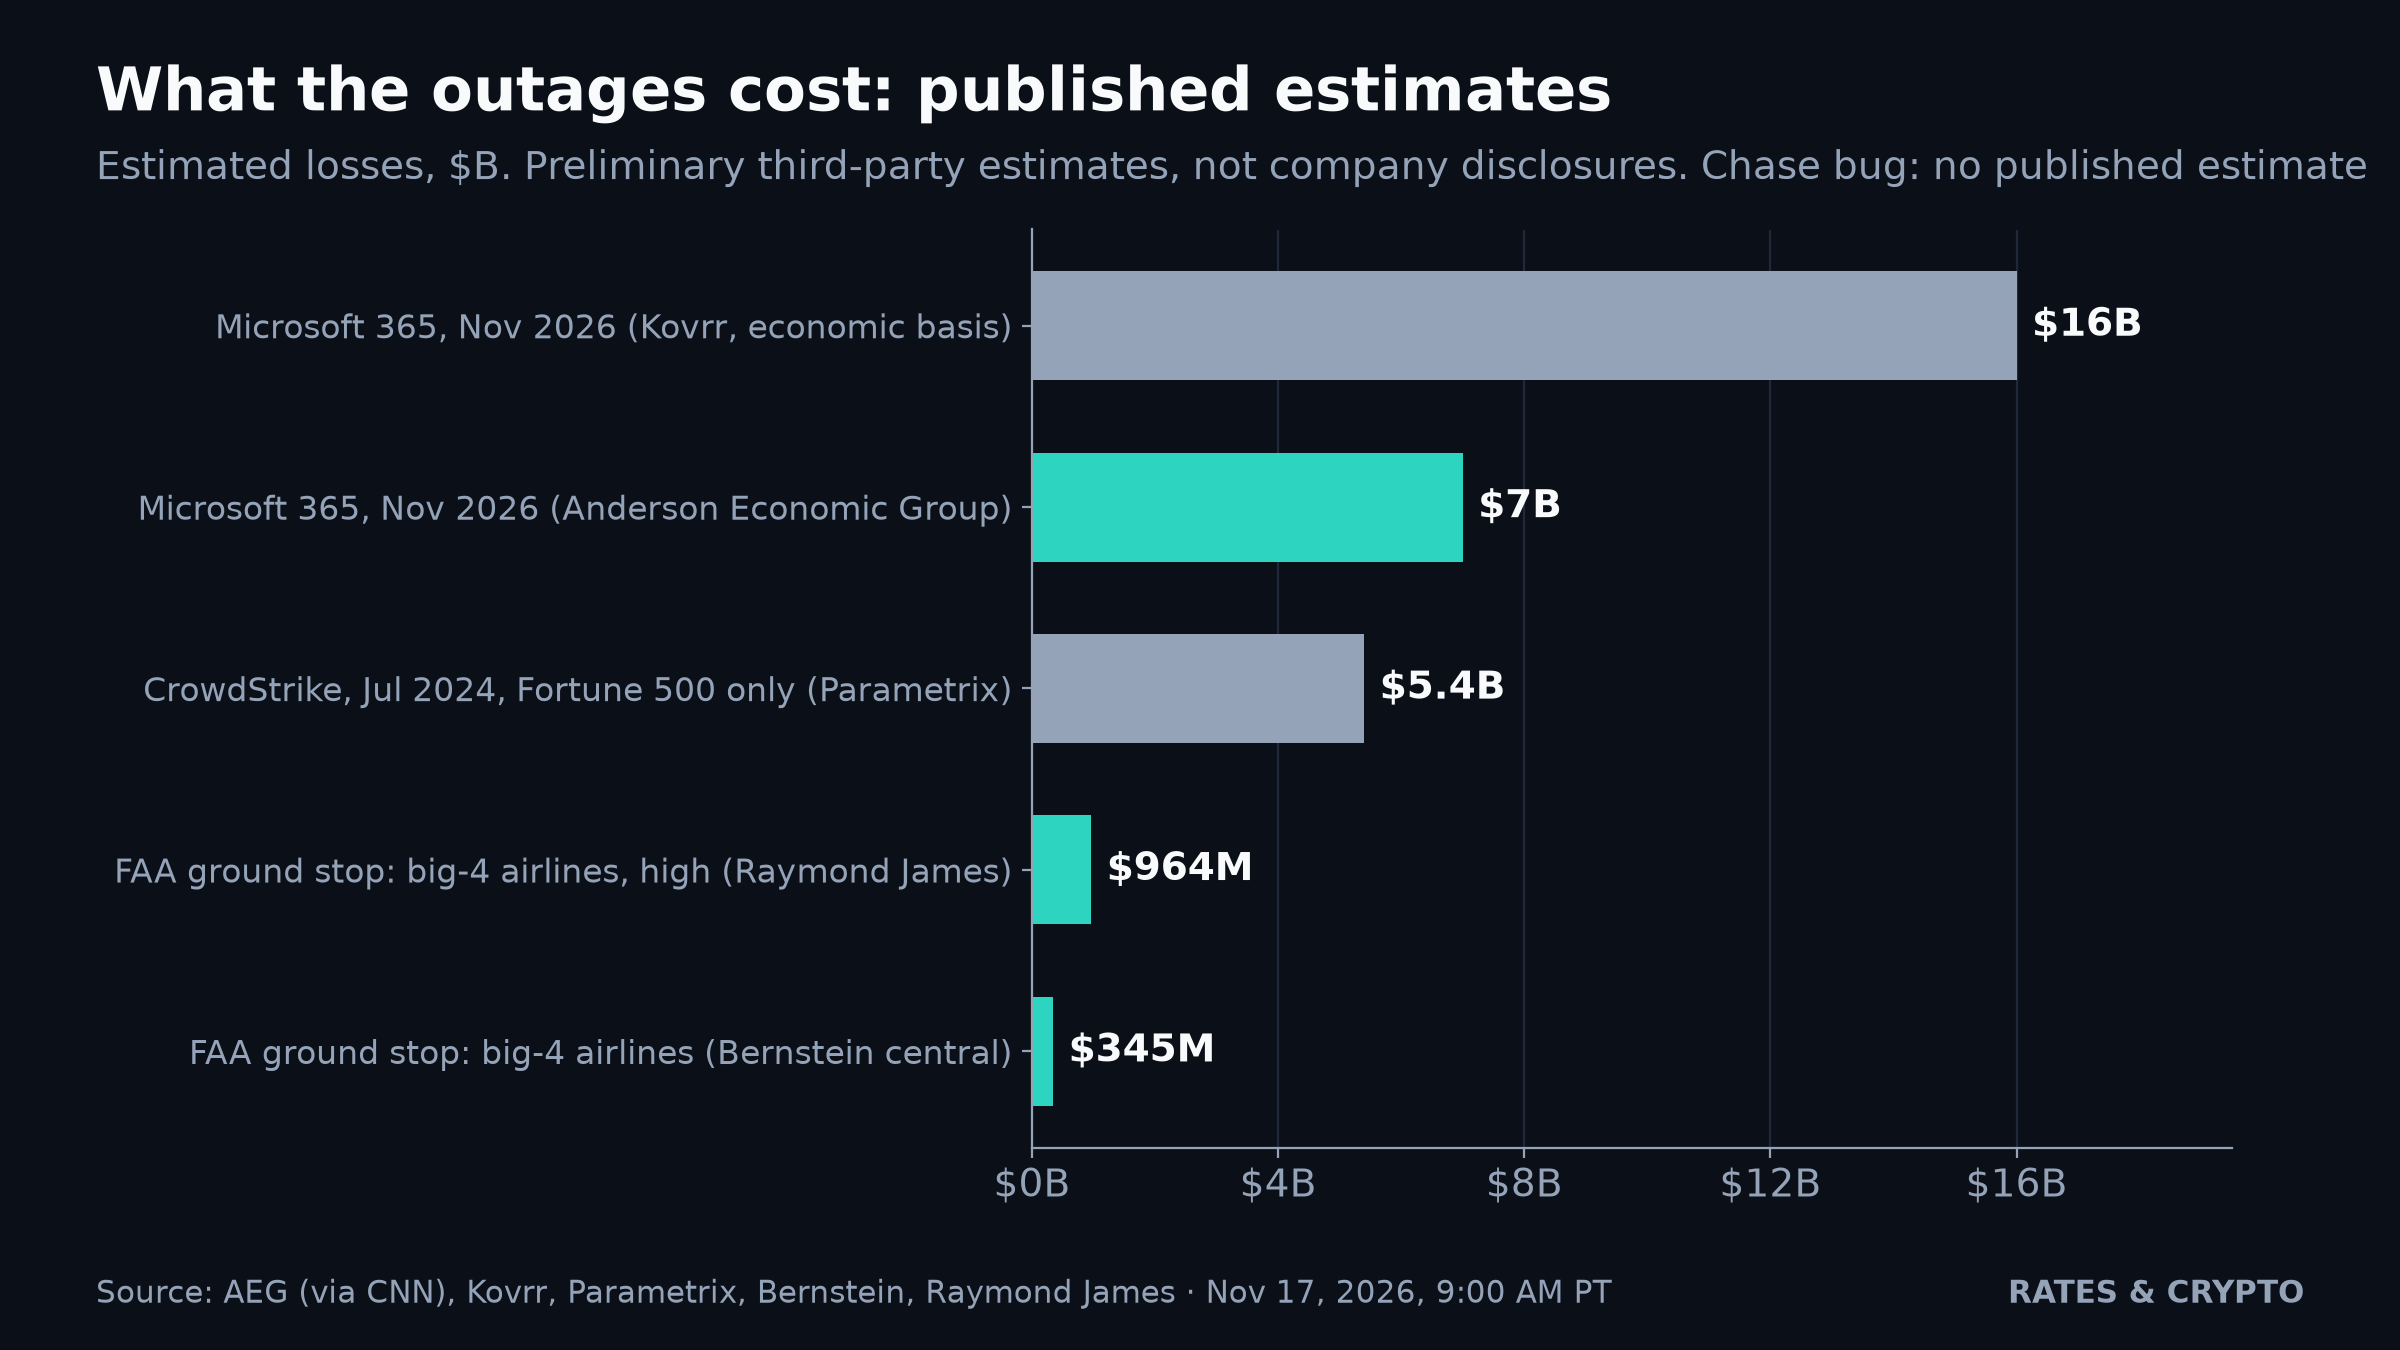 What the outages cost: published estimates
Estimated losses, $B. Preliminary third-party estimates, not company disclosures. Chase bug: no published estimate
Microsoft 365, Nov 2026 (Kovrr, economic basis)
$16B
Microsoft 365, Nov 2026 (Anderson Economic Group)
$7B
CrowdStrike, Jul 2024, Fortune 500 only (Parametrix)
$5.4B
FAA ground stop: big-4 airlines, high (Raymond James)
$964M
FAA ground stop: big-4 airlines (Bernstein central)
$345M
$0B $4B $8B $12B $16B
Source: AEG (via CNN), Kovrr, Parametrix, Bernstein, Raymond James · Nov 17, 2026, 9:00 AM PT
RATES & CRYPTO